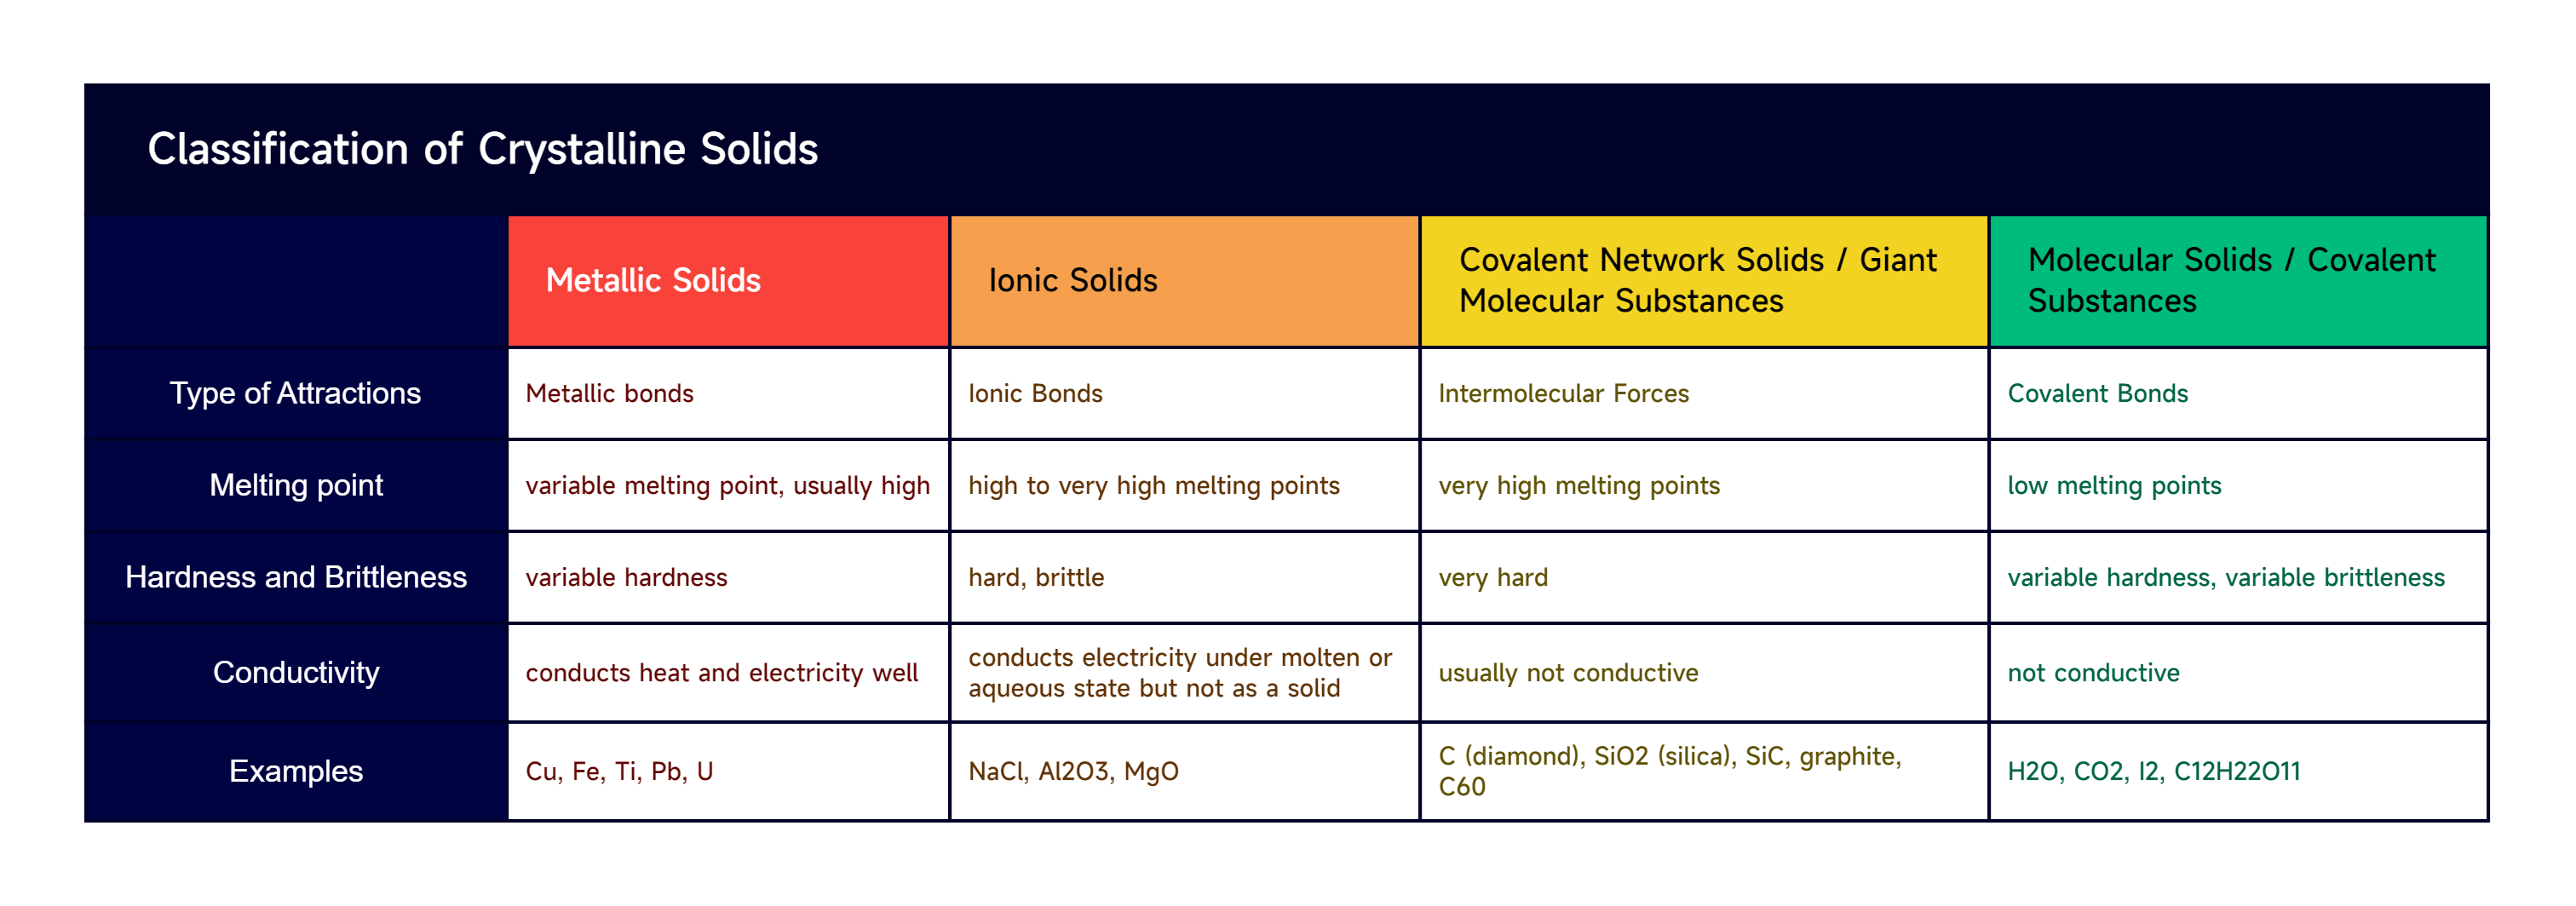 Classification of Crystalline Solids
Metallic Solids
Ionic Solids
Covalent Network Solids / Giant
Molecular Substances
Molecular Solids / Covalent
Substances
Type of Attractions
Metallic bonds
Ionic Bonds
Intermolecular Forces
Covalent Bonds
Melting point
variable melting point, usually high
high to very high melting points
very high melting points
low melting points
Hardness and Brittleness
variable hardness
hard, brittle
very hard
variable hardness, variable brittleness
Conductivity
conducts heat and electricity well
conducts electricity under molten or
aqueous state but not as a solid
usually not conductive
not conductive
Examples
Cu, Fe, Ti, Pb, U
NaCl, Al2O3, MgO
C (diamond), SiO2 (silica), SiC, graphite,
C60
H2O, CO2, I2, C12H22O11